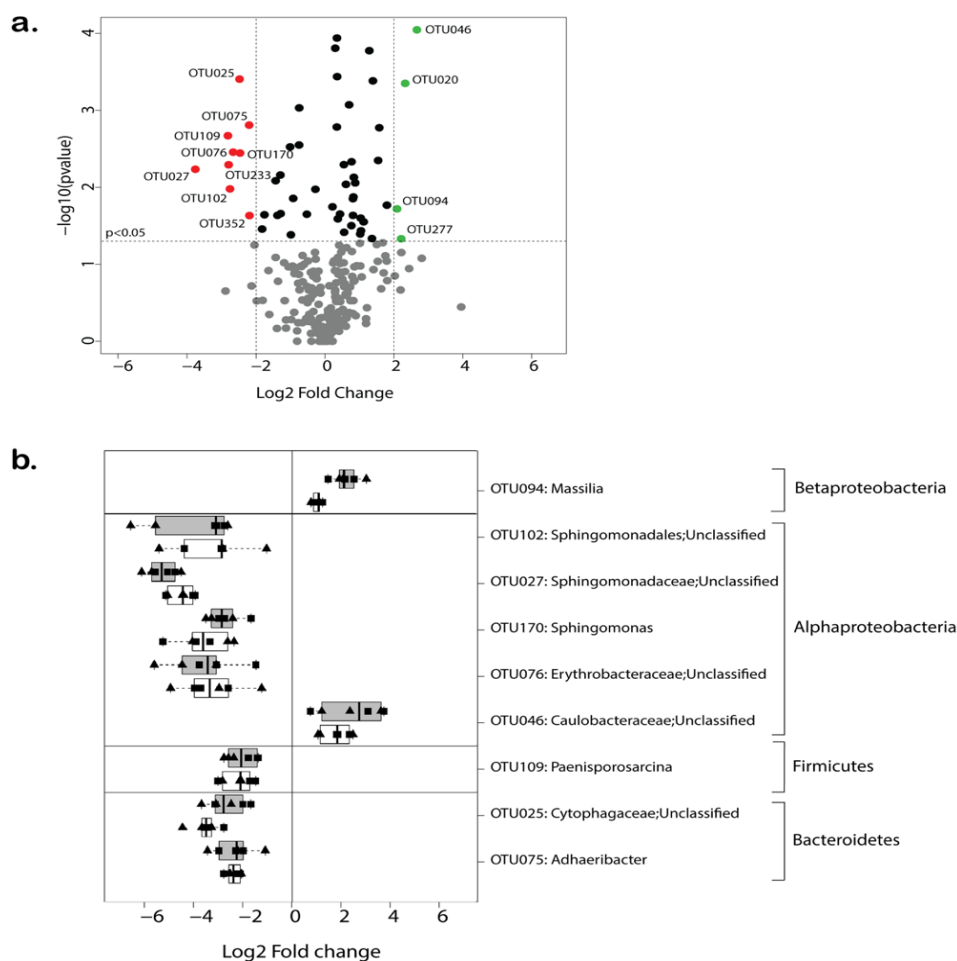 a.
4
3
2
1
0
−log10(pvalue)
OTU046
OTU025
OTU020
OTU075
OTU109
OTU076
OTU170
OTU027
OTU233
OTU102
OTU094
OTU352
OTU277
p<0.05
−6 −4 −2 0 2 4 6
Log2 Fold Change
b.
OTU094: Massilia
Betaproteobacteria
OTU102: Sphingomonadales;Unclassified
OTU027: Sphingomonadaceae;Unclassified
OTU170: Sphingomonas
Alphaproteobacteria
OTU076: Erythrobacteraceae;Unclassified
OTU046: Caulobacteraceae;Unclassified
OTU109: Paenisporosarcina
Firmicutes
OTU025: Cytophagaceae;Unclassified
Bacteroidetes
OTU075: Adhaeribacter
−6 −4 −2 0 2 4 6
Log2 Fold change